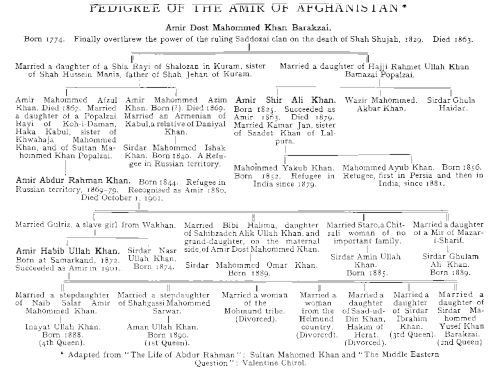 PEDIGREE OF THE AMIR OF AFGHANISTAN*
Amir Dost Mahommed Khan Barakzai.
Born 1774. Finally overthrew the power of the ruling Saddozai clan on the death of Shah Shujah, 1829. Died 1863.
Married a daughter of a Shia Rayi of Shalozan in Kuram, sister
of Shah Hussein Mania, father of Shah Jehan of Kuram.
Married a daughter of Hajji Rahmet Ullah Khan
Bamazai Popalzai.
Amir Mahommed Afzul
Khan. Died 1867. Married
a daughter of a Popalzai
Rayi of Koh-i-Daman,
Haka Kabul, sister of
Khwahaja Mahommed
Khan, and of Sultan Ma-
hommed Khan Popalzai.
Amir Mahommed Azim
Khan. Born (?). Died 1869.
Married an Armenian of
Kabul, a relative of Daniyal
Khan.
Sirdar Mahommed Ishak
Khan. Born 1840. A Refu-
gee in Russian territory.
Amir Shir Ali Khan.
Born 1823. Succeeded as
Amir 1863. Died 1879.
Married Kamar Jan, sister
of Saadet Khan of Lal-
pura.
Wazir Mahommed.
Akbar Khan.
Sirdar Ghula
Haidar.
Mahommed Yakub Khan.
Born 1852. Refugee in
India since 1879.
Mahommed Ayub Khan. Born 1856.
Refugee, first in Persia and then in
India, since 1881.
Amir Abdur Rahman Khan. Born 1844. Refugee in
Russian territory, 1869-79. Recognised as Amir 1880.
Died October 1, 1901.
Married Gulriz, a slave girl from Wakhan.
Amir Habib Ullah Khan.
Born at Samarkand, 1872.
Succeeded as Amir in 1901.
Sirdar Nasr
Ullah Khan.
Born 1874.
Married Bibi Halima, daughter
of Sahibzadeh Atik Ullah Khan, and
grand-daughter, on the maternal
side, of Amir Dost Mahommed Khan.
Sirdar Mahommed Omar Khan.
Born 1889.
Married Staro, a Chit-
rali woman of no
important family.
Sirdar Amin Ullah
Khan.
Born 1885.
Married a daughter
of a Mir of Mazar-
i-Sharif.
Sirdar Ghulam
Ali Khan.
Born 1889.
Married a stepdaughter
of Naib Salar Amir
Mahommed Khan.
Inayat Ullah Khan.
Born 1888.
(4th Queen).
Married a stepdaughter
of Shahgassi Mahommed
Sarwar.
Aman Ullah Khan.
Born 1890.
(1st Queen).
Married a
woman of the
Mohmund tribe.
(Divorced).
Married a
woman from
the Helmund
country.
(Divorced).
Married a
daughter
of Saad-ud-
Din Khan,
Hakim of
Herat.
(Divorced).
Married a
daughter
of Sirdar
Ibrahim
Khan.
(3rd Queen).
Married a
daughter of
Sirdar Ma-
hommed
Yusef Khan
Barakzai.
(2nd Queen).
* Adapted from "The Life of Abdur Rahman": Sultan Mahomed Khan and "The Middle Eastern
Question": Valentine Chirol.